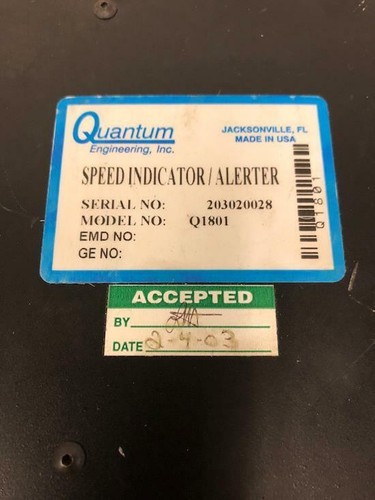 Quantum
Engineering, Inc.
JACKSONVILLE, FL
MADE IN USA
SPEED INDICATOR / ALERTER
SERIAL NO: 203020028
MODEL NO: Q1801
EMD NO:
GE NO:
Q1801
ACCEPTED
BY
DATE 2-4-03